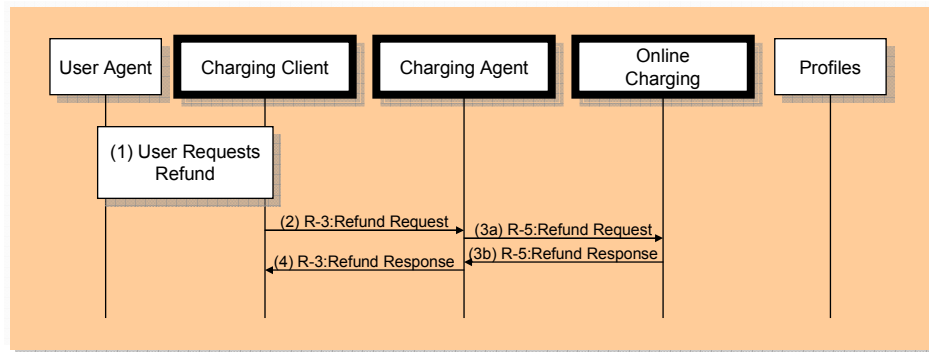 User Agent
Charging Client
Charging Agent
Online
Charging
Profiles
(1) User Requests
Refund
(2) R-3:Refund Request
(3a) R-5:Refund Request
(3b) R-5:Refund Response
(4) R-3:Refund Response